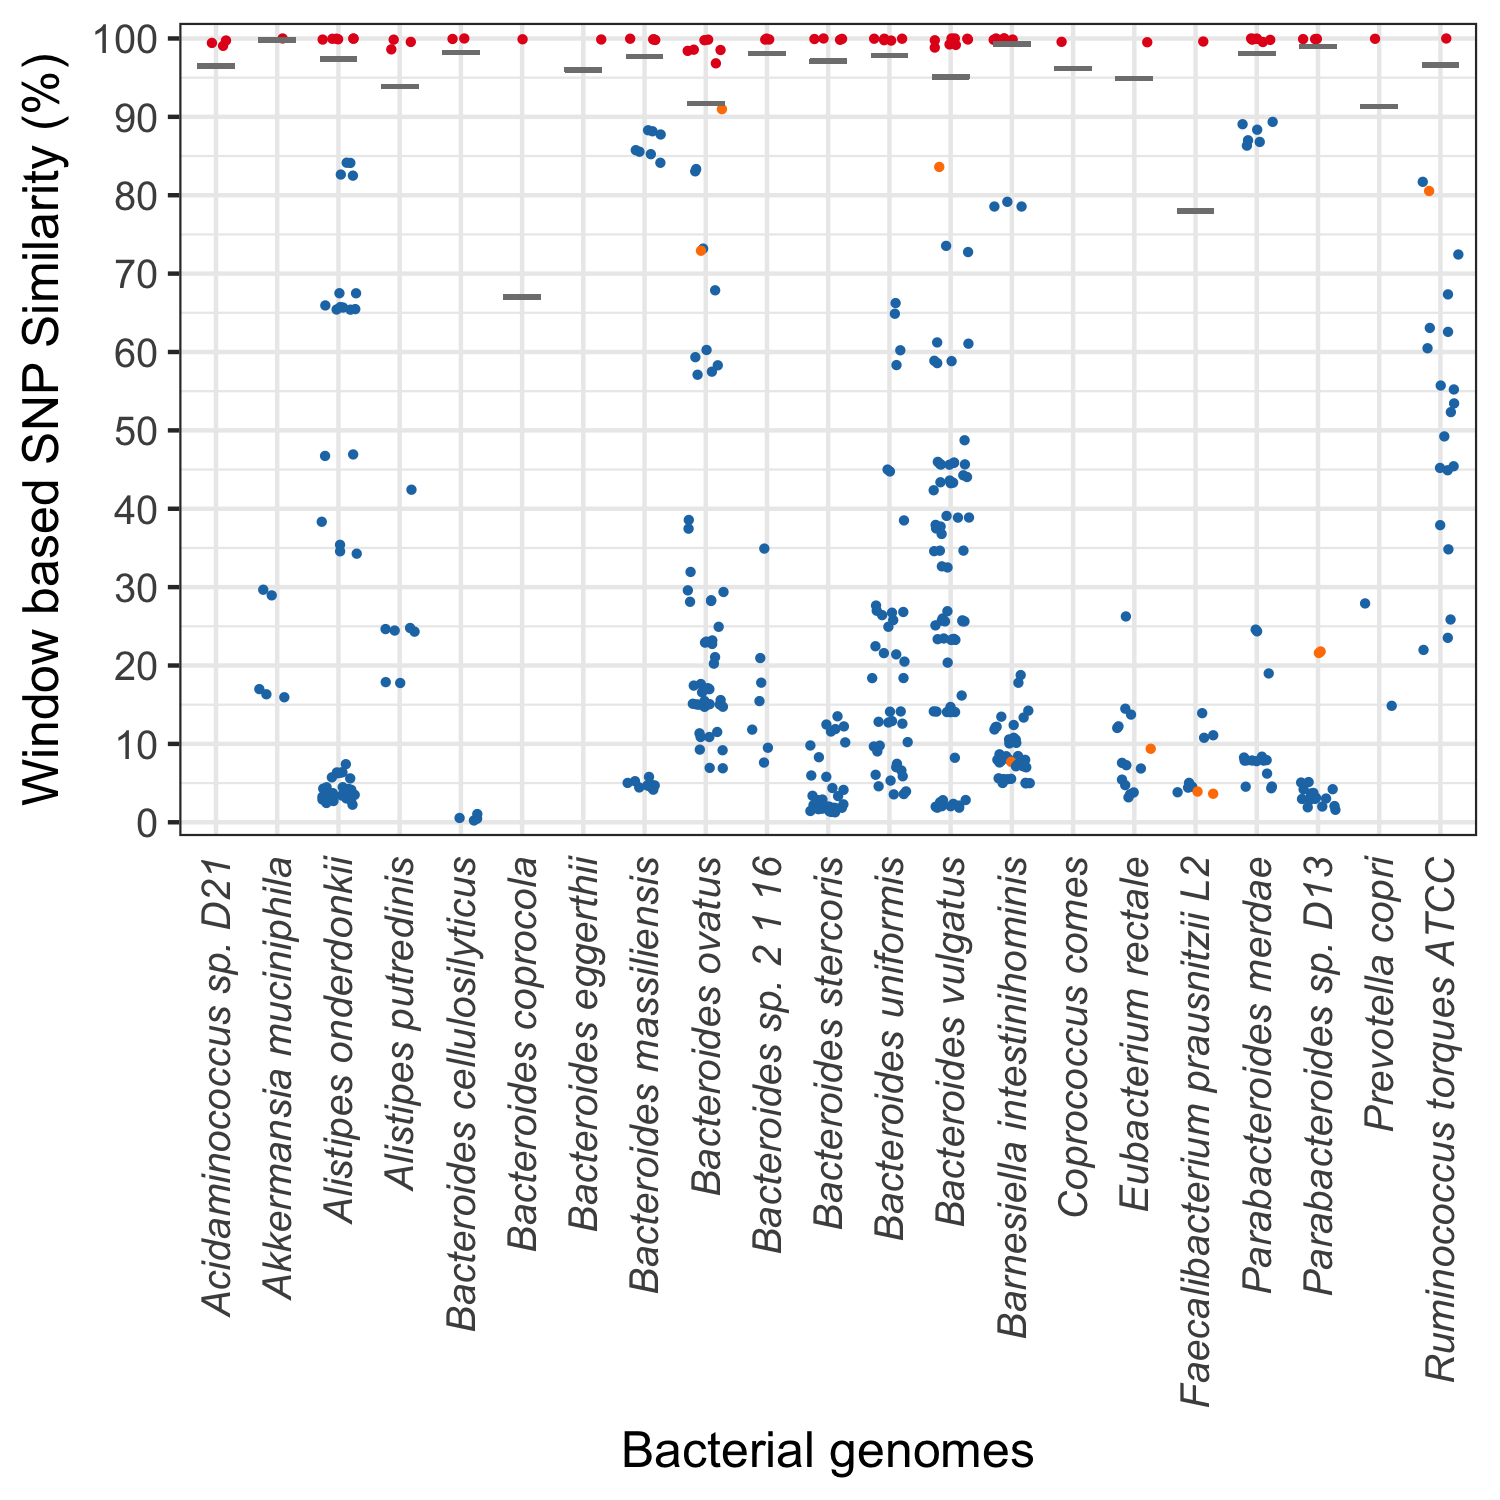 Window based SNP Similarity (%)
100
90
80
70
60
50
40
30
20
10
0
Acidaminococcus sp. D21
Akkermansia muciniphila
Alistipes onderdonkii
Alistipes putredinis
Bacteroides cellulosilyticus
Bacteroides coprocola
Bacteroides eggerthii
Bacteroides massiliensis
Bacteroides ovatus
Bacteroides sp. 2 1 16
Bacteroides stercoris
Bacteroides uniformis
Bacteroides vulgatus
Barnesiella intestinihominis
Coprococcus comes
Eubacterium rectale
Faecalibacterium prausnitzii L2
Parabacteroides merdae
Parabacteroides sp. D13
Prevotella copri
Ruminococcus torques ATCC
Bacterial genomes